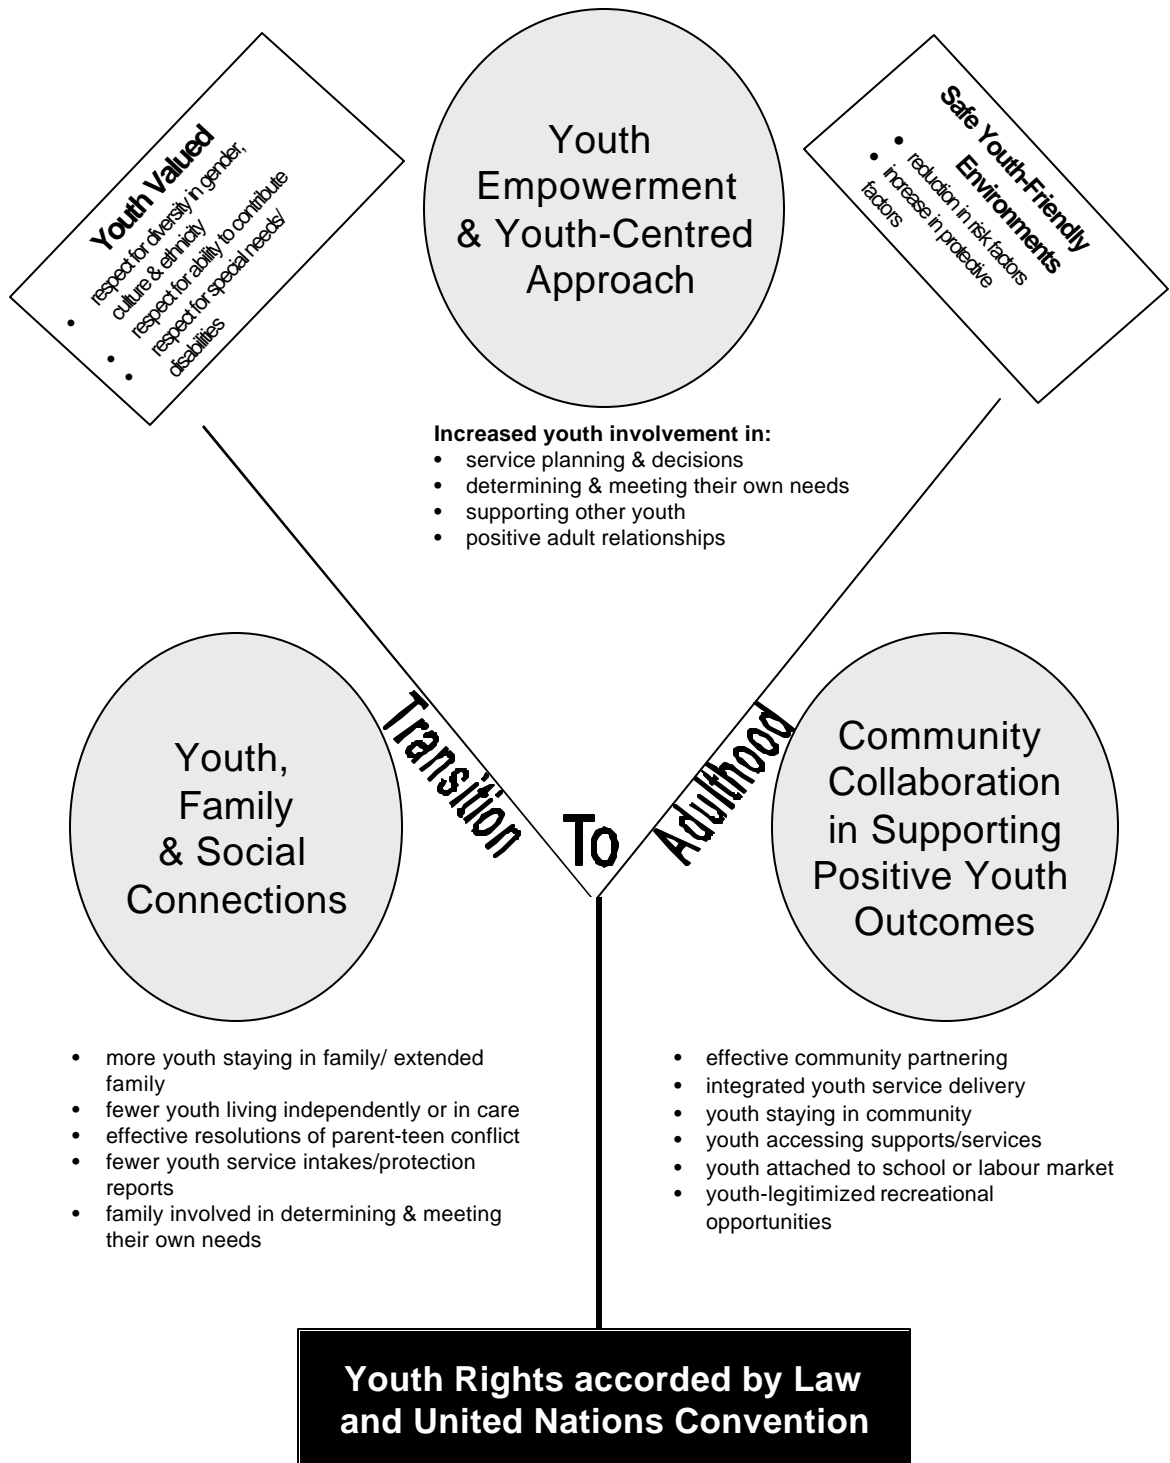 Youth Valued
• respect for diversity in gender,
culture & ethnicity
• respect for ability to contribute
• respect for special needs/
disabilities
Youth
Empowerment
& Youth-Centred
Approach
Safe Youth-Friendly
Environments
• reduction in risk factors
• increase in protective
factors
Increased youth involvement in:
• service planning & decisions
• determining & meeting their own needs
• supporting other youth
• positive adult relationships
Transition
To
Adulthood
Youth,
Family
& Social
Connections
Community
Collaboration
in Supporting
Positive Youth
Outcomes
• more youth staying in family/ extended
family
• fewer youth living independently or in care
• effective resolutions of parent-teen conflict
• fewer youth service intakes/protection
reports
• family involved in determining & meeting
their own needs
• effective community partnering
• integrated youth service delivery
• youth staying in community
• youth accessing supports/services
• youth attached to school or labour market
• youth-legitimized recreational
opportunities
Youth Rights accorded by Law
and United Nations Convention